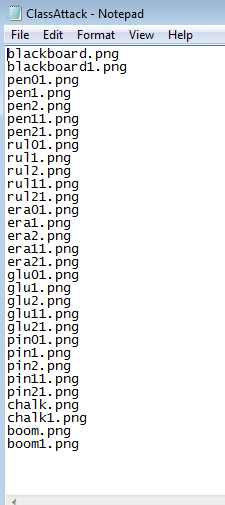 ClassAttack - Notepad
File Edit Format View Help
blackboard.png
blackboard1.png
pen01.png
pen1.png
pen2.png
pen11.png
pen21.png
rul01.png
rul1.png
rul2.png
rul11.png
rul21.png
era01.png
era1.png
era2.png
era11.png
era21.png
glu01.png
glu1.png
glu2.png
glu11.png
glu21.png
pin01.png
pin1.png
pin2.png
pin11.png
pin21.png
chalk.png
chalk1.png
boom.png
boom1.png